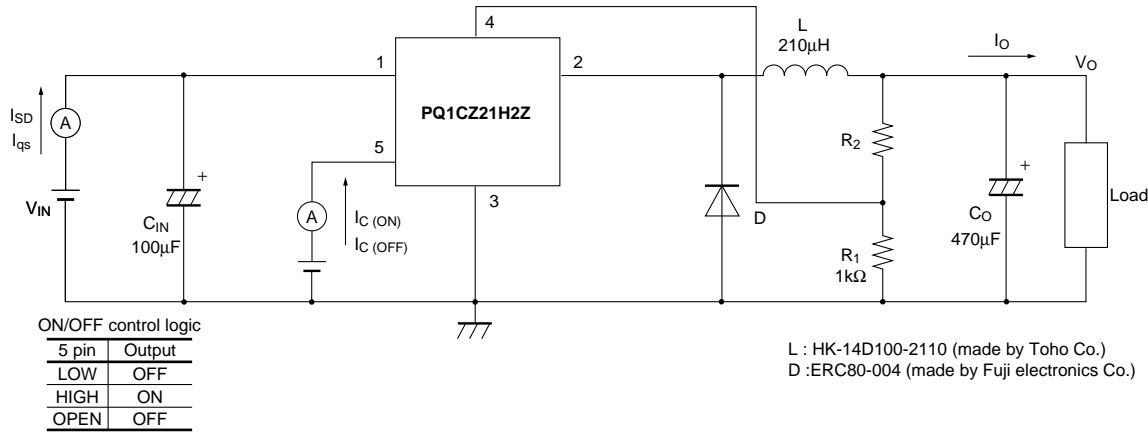 4
L
210µH
I_O
V_O
1
2
PQ1CZ21H2Z
I_SD
A
I_qs
R_2
5
+
+
Load
V_IN
3
D
C_IN
100µF
A
I_C (ON)
I_C (OFF)
C_O
470µF
R_1
1kΩ
ON/OFF control logic
5 pin Output
LOW OFF
HIGH ON
OPEN OFF
L : HK-14D100-2110 (made by Toho Co.)
D :ERC80-004 (made by Fuji electronics Co.)